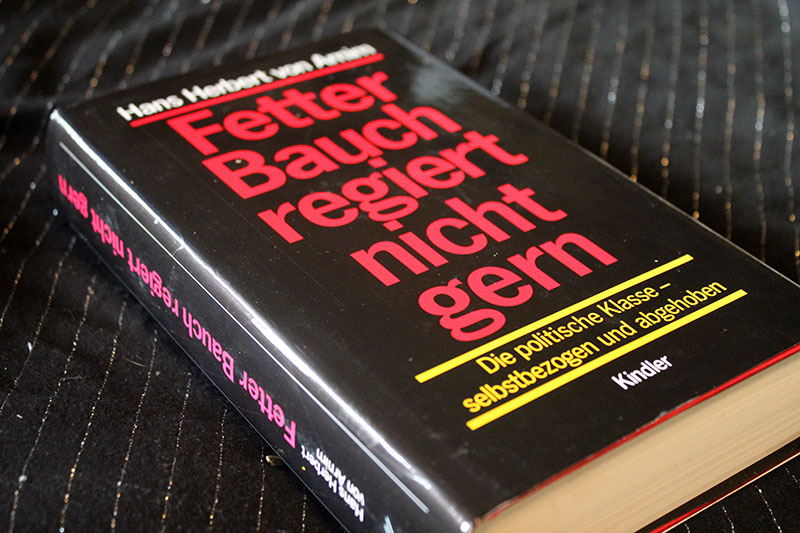 Hans Herbert von Arnim
Fetter
Bauch
regiert
nicht
gern
Die politische Klasse –
selbstbezogen und abgehoben
Kindler
Fetter Bauch regiert nicht gern
Hans Herbert
von Arnim